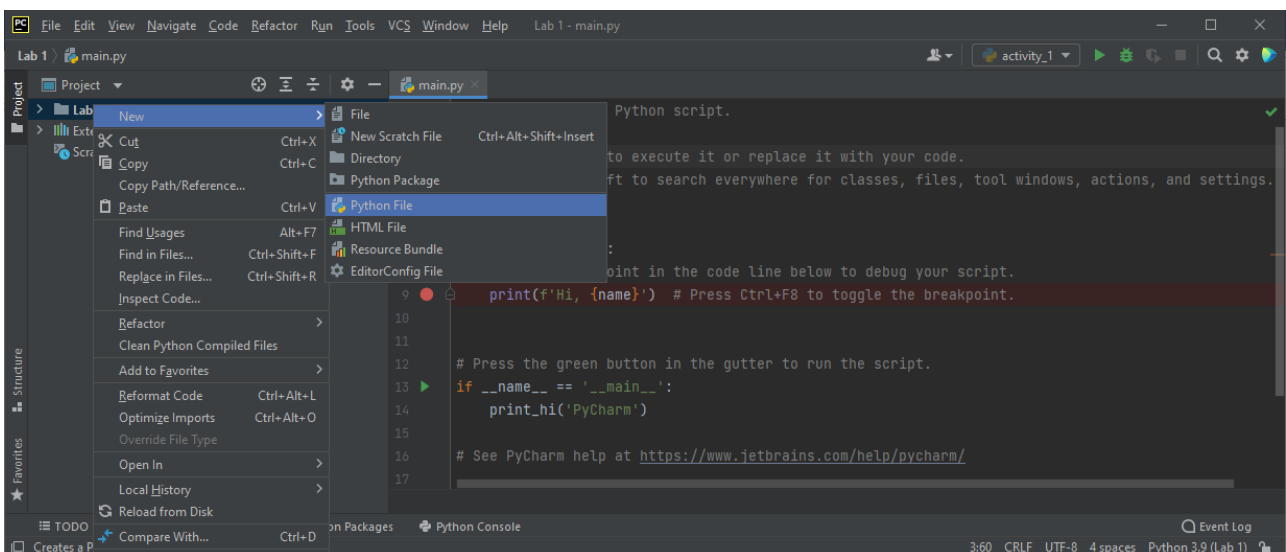 PC File Edit View Navigate Code Refactor Run Tools VCS Window Help Lab 1 - main.py
Lab 1 main.py activity_1
Project main.py
Project
Structure
Favorites
Lab
Exte
Scra
New
Cut Ctrl+X
Copy Ctrl+C
Copy Path/Reference...
Paste Ctrl+V
Find Usages Alt+F7
Find in Files... Ctrl+Shift+F
Replace in Files... Ctrl+Shift+R
Inspect Code...
Refactor
Clean Python Compiled Files
Add to Favorites
Reformat Code Ctrl+Alt+L
Optimize Imports Ctrl+Alt+O
Override File Type
Open In
Local History
Reload from Disk
Compare With... Ctrl+D
File
New Scratch File Ctrl+Alt+Shift+Insert
Directory
Python Package
Python File
HTML File
Resource Bundle
EditorConfig File
Python script.
to execute it or replace it with your code.
ft to search everywhere for classes, files, tool windows, actions, and settings.
:
oint in the code line below to debug your script.
9 print(f'Hi, {name}') # Press Ctrl+F8 to toggle the breakpoint.
10
11
12 # Press the green button in the gutter to run the script.
13 if __name__ == '__main__':
14 print_hi('PyCharm')
15
16 # See PyCharm help at https://www.jetbrains.com/help/pycharm/
17
TODO on Packages Python Console Event Log
Creates a P 3:60 CRLF UTF-8 4 spaces Python 3.9 (Lab 1)